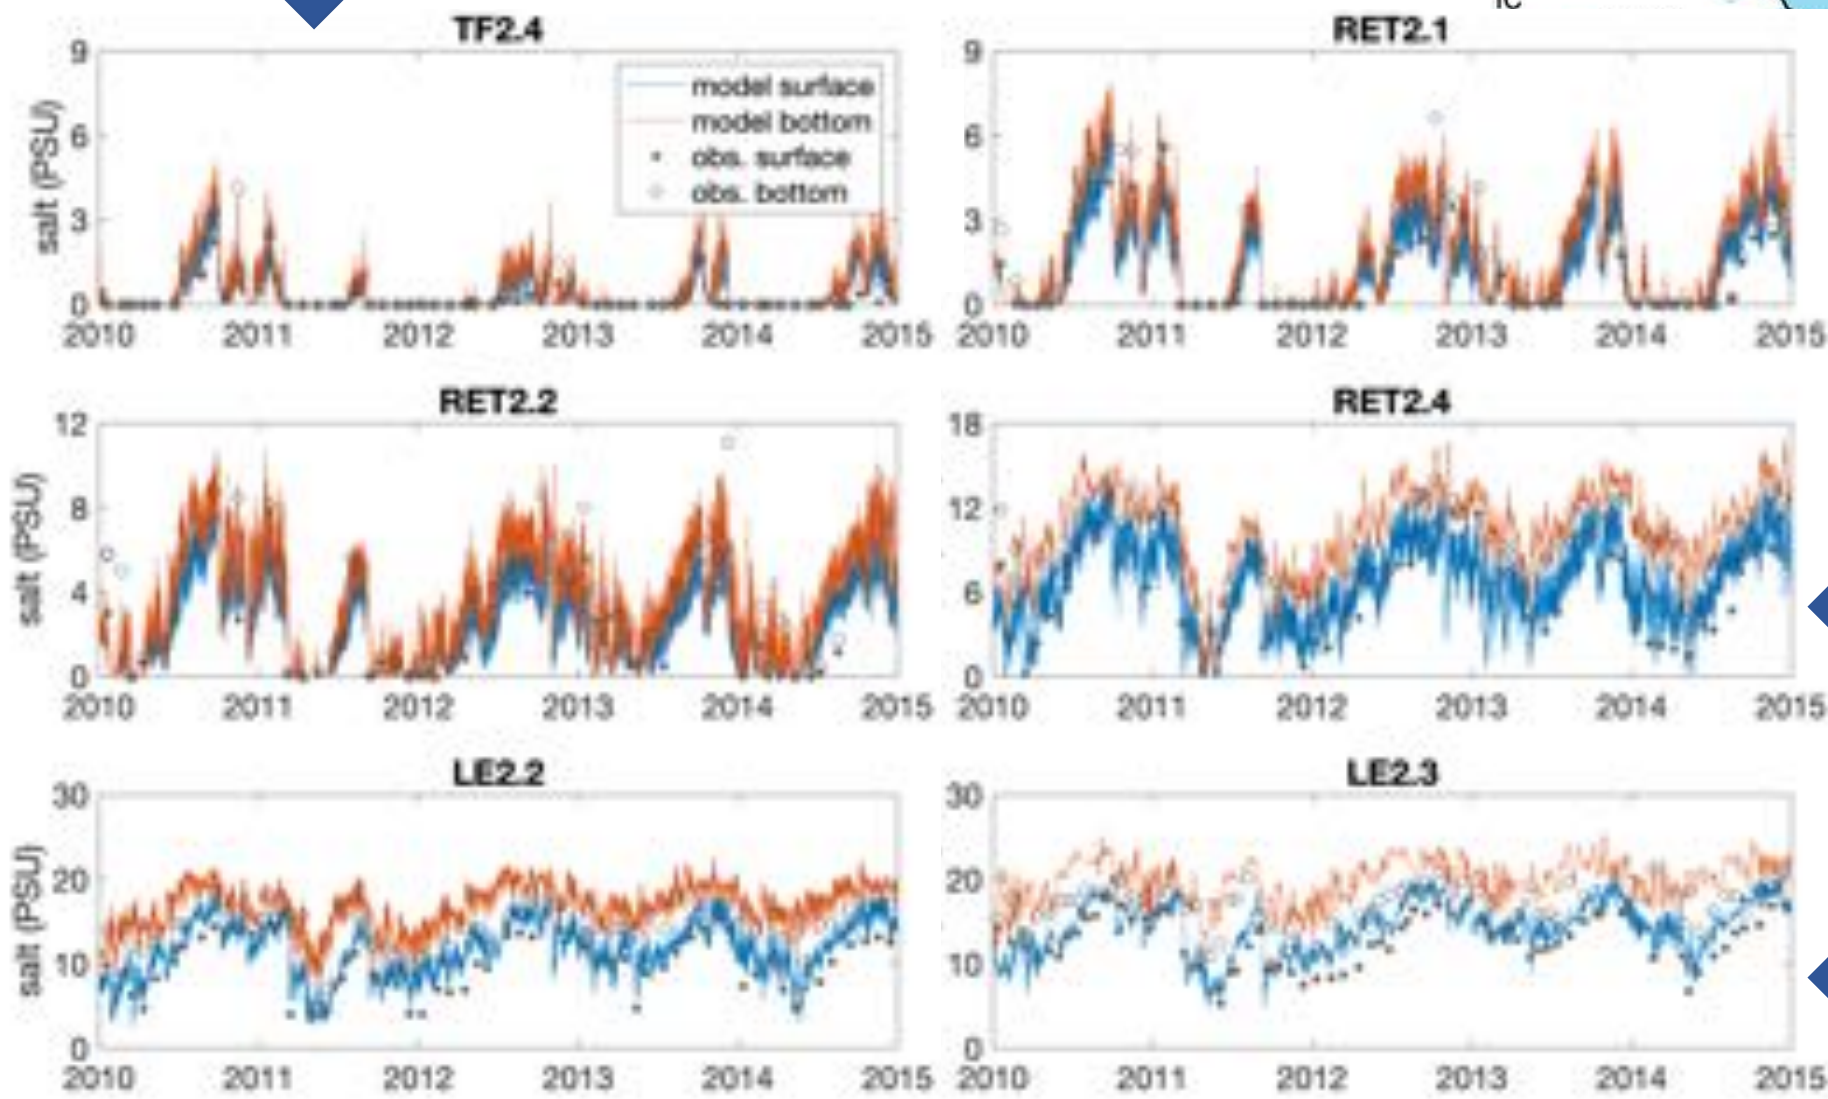 IC
TF2.4
RET2.1
9
6
3
0
salt (PSU)
model surface
model bottom
obs. surface
obs. bottom
2010 2011 2012 2013 2014 2015
9
6
3
0
2010 2011 2012 2013 2014 2015
RET2.2
RET2.4
12
8
4
0
salt (PSU)
2010 2011 2012 2013 2014 2015
18
12
6
0
2010 2011 2012 2013 2014 2015
LE2.2
LE2.3
30
20
10
0
salt (PSU)
2010 2011 2012 2013 2014 2015
30
20
10
0
2010 2011 2012 2013 2014 2015